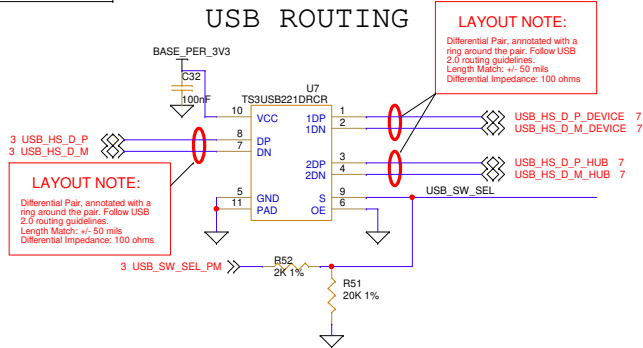 USB ROUTING
LAYOUT NOTE:
Differential Pair, annotated with a
ring around the pair. Follow USB
2.0 routing guidelines.
Length Match: +/- 50 mils
Differential Impedance: 100 ohms
BASE_PER_3V3
C32
100nF
U7
TS3USB221DRCR
10 VCC 1DP 1 USB_HS_D_P_DEVICE 7
1DN 2 USB_HS_D_M_DEVICE 7
3 USB_HS_D_P 8 DP
3 USB_HS_D_M 7 DN
2DP 3 USB_HS_D_P_HUB 7
2DN 4 USB_HS_D_M_HUB 7
LAYOUT NOTE:
Differential Pair, annotated with a
ring around the pair. Follow USB
2.0 routing guidelines.
Length Match: +/- 50 mils
Differential Impedance: 100 ohms
5 GND S 9 USB_SW_SEL
11 PAD OE 6
3 USB_SW_SEL_PM
R52
2K 1%
R51
20K 1%